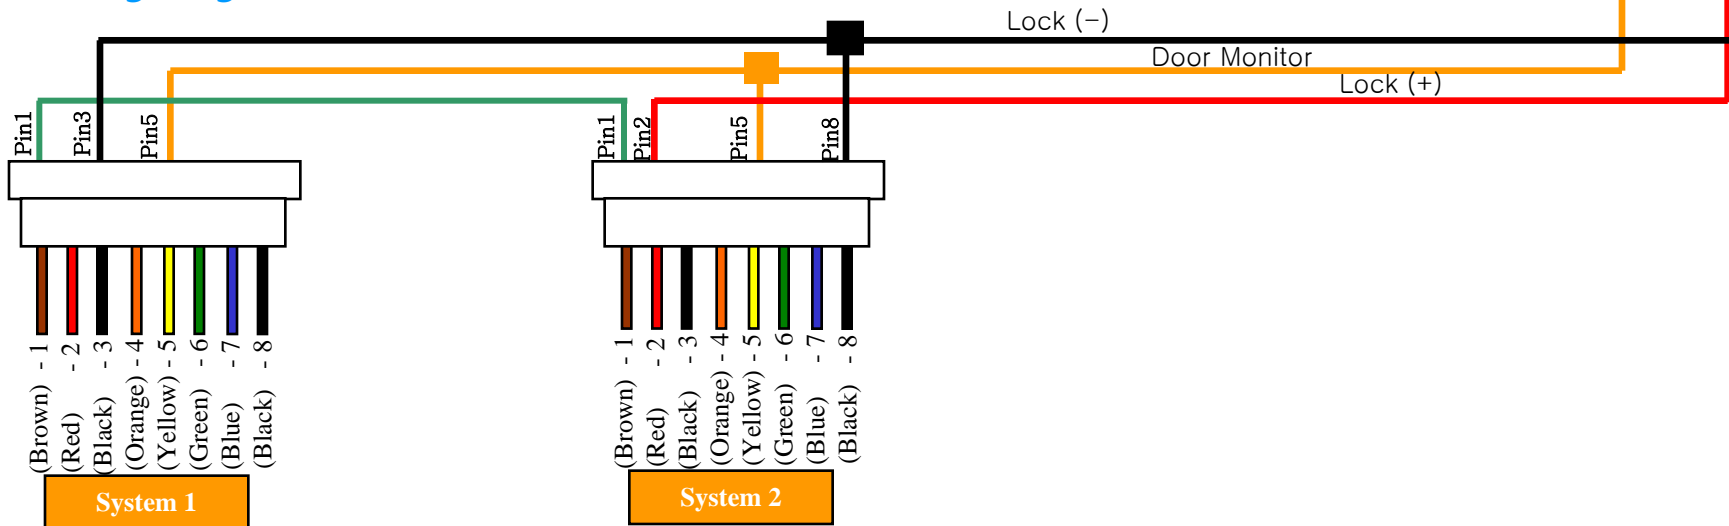 Lock (−)
Door Monitor
Lock (+)
Pin1
Pin3
Pin5
Pin1
Pin2
Pin5
Pin8
(Brown) - 1
(Red) - 2
(Black) - 3
(Orange) - 4
(Yellow) - 5
(Green) - 6
(Blue) - 7
(Black) - 8
(Brown) - 1
(Red) - 2
(Black) - 3
(Orange) - 4
(Yellow) - 5
(Green) - 6
(Blue) - 7
(Black) - 8
System 1
System 2